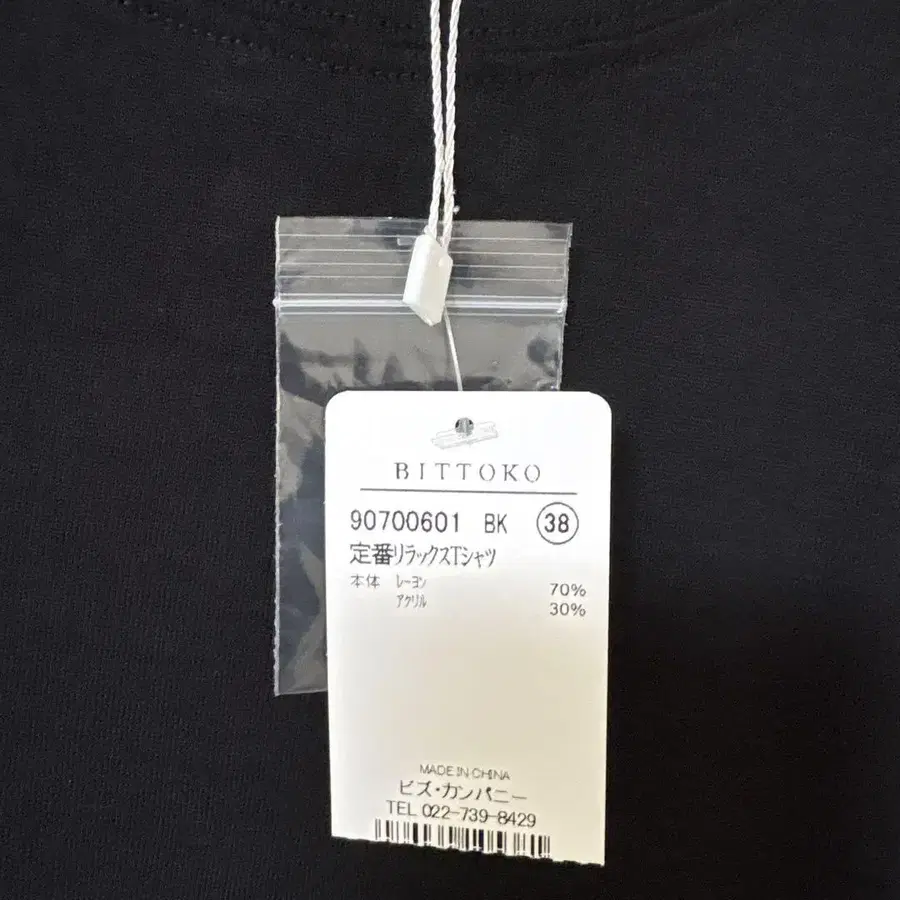 BITTOKO
90700601 BK 38
定番リラックスTシャツ
本体 レーヨン 70%
アクリル 30%
MADE IN CHINA
ビズ・カンパニー
TEL 022-739-8429